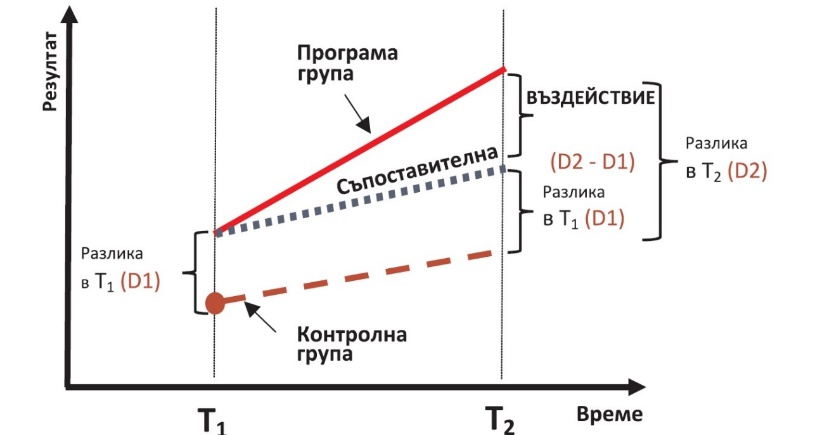 Резултат
Програма
група
ВЪЗДЕЙСТВИЕ
Съпоставителна
(D2 - D1)
Разлика
в T₂ (D2)
Разлика
в T₁ (D1)
Разлика
в T₁ (D1)
Контролна
група
T₁
T₂
Време